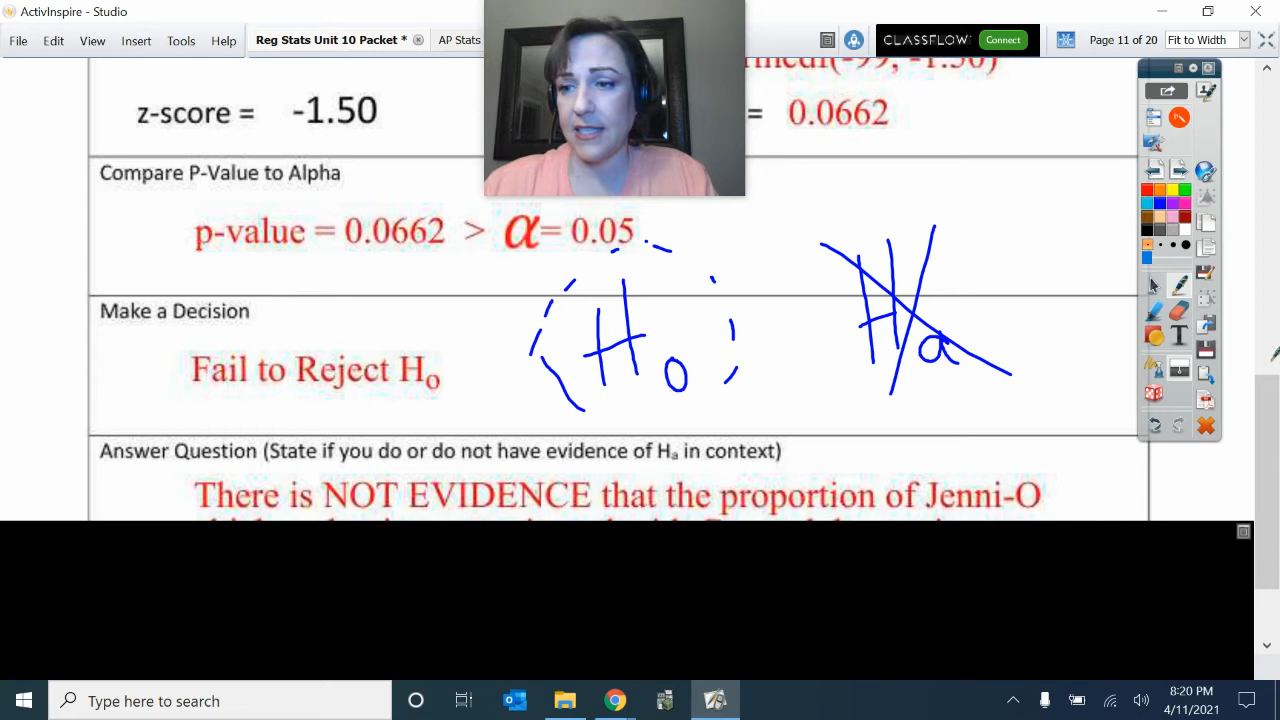 ActivInspire - Studio
File Edit View Insert Tools Help Reg Stats Unit 10 Packet * AP Stats CLASSFLOW Connect Page 11 of 20 Fit to Width
z-score = -1.50 = 0.0662
Compare P-Value to Alpha
p-value = 0.0662 > α = 0.05
Make a Decision
Fail to Reject Ho
Ho Ha
Answer Question (State if you do or do not have evidence of Ha in context)
There is NOT EVIDENCE that the proportion of Jenni-O
Type here to search
8:20 PM
4/11/2021